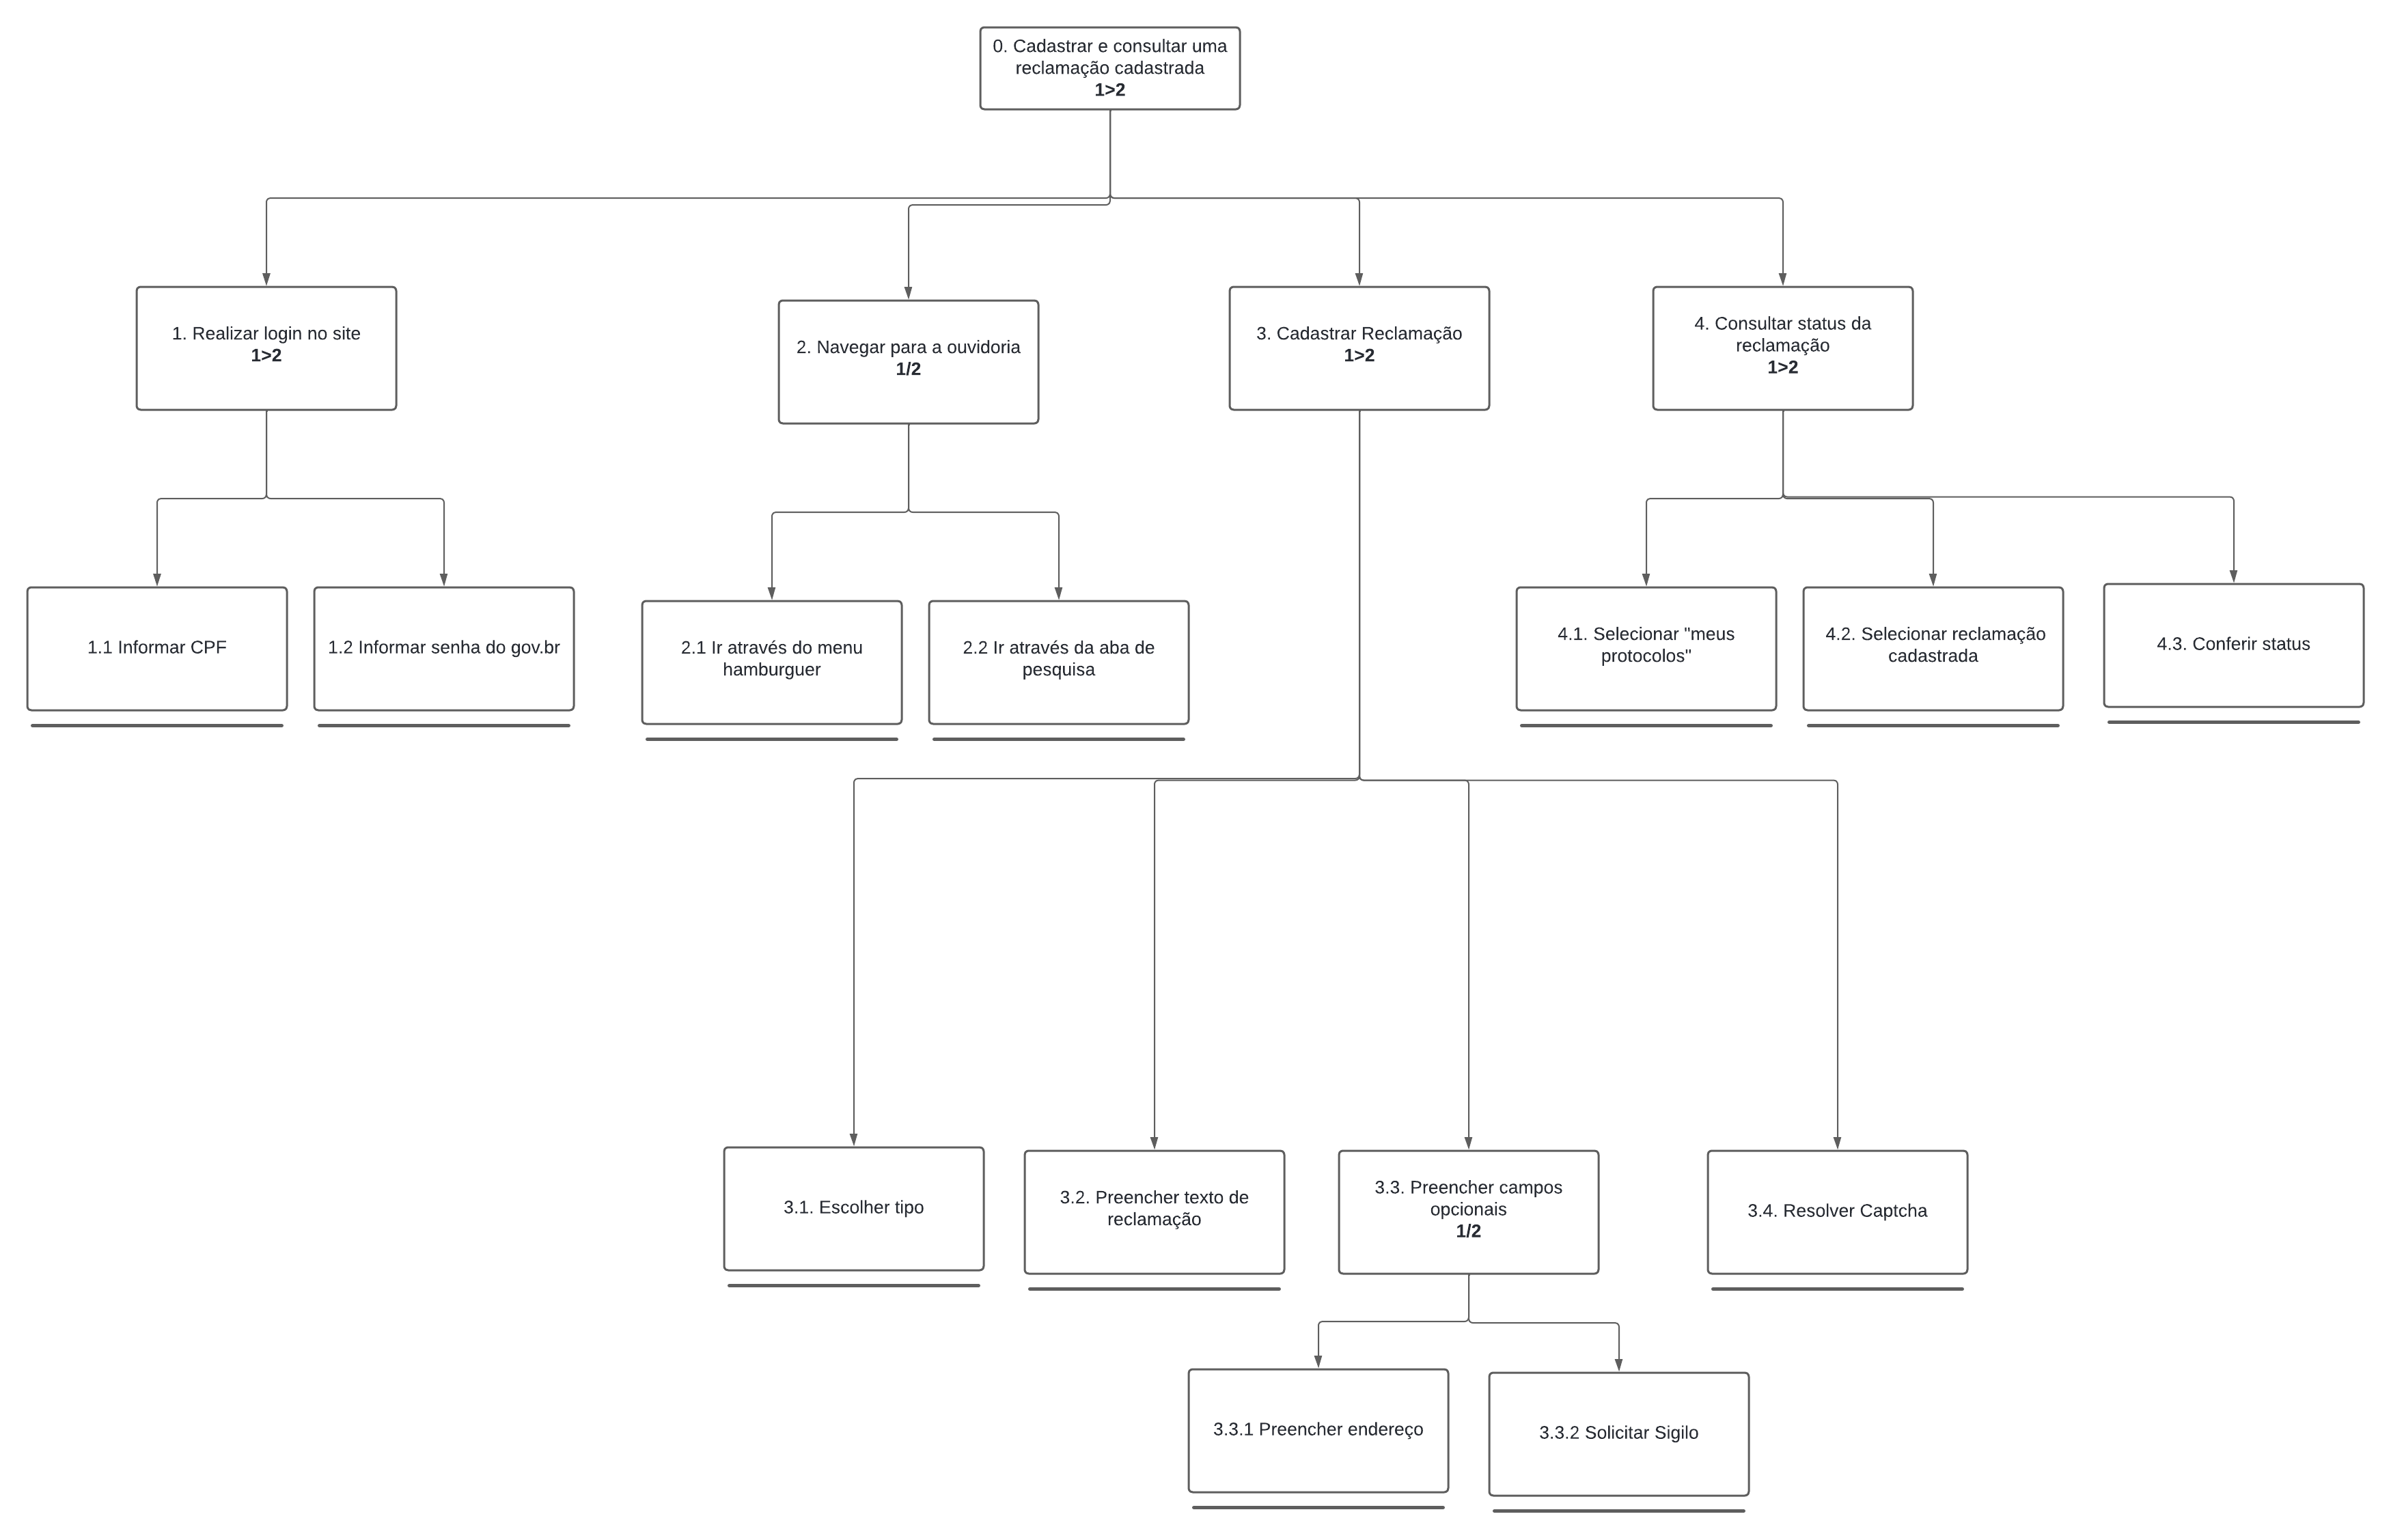 0. Cadastrar e consultar uma
reclamação cadastrada
1>2
1. Realizar login no site
1>2
2. Navegar para a ouvidoria
1/2
3. Cadastrar Reclamação
1>2
4. Consultar status da
reclamação
1>2
1.1 Informar CPF
1.2 Informar senha do gov.br
2.1 Ir através do menu
hamburguer
2.2 Ir através da aba de
pesquisa
4.1. Selecionar "meus
protocolos"
4.2. Selecionar reclamação
cadastrada
4.3. Conferir status
3.1. Escolher tipo
3.2. Preencher texto de
reclamação
3.3. Preencher campos
opcionais
1/2
3.4. Resolver Captcha
3.3.1 Preencher endereço
3.3.2 Solicitar Sigilo